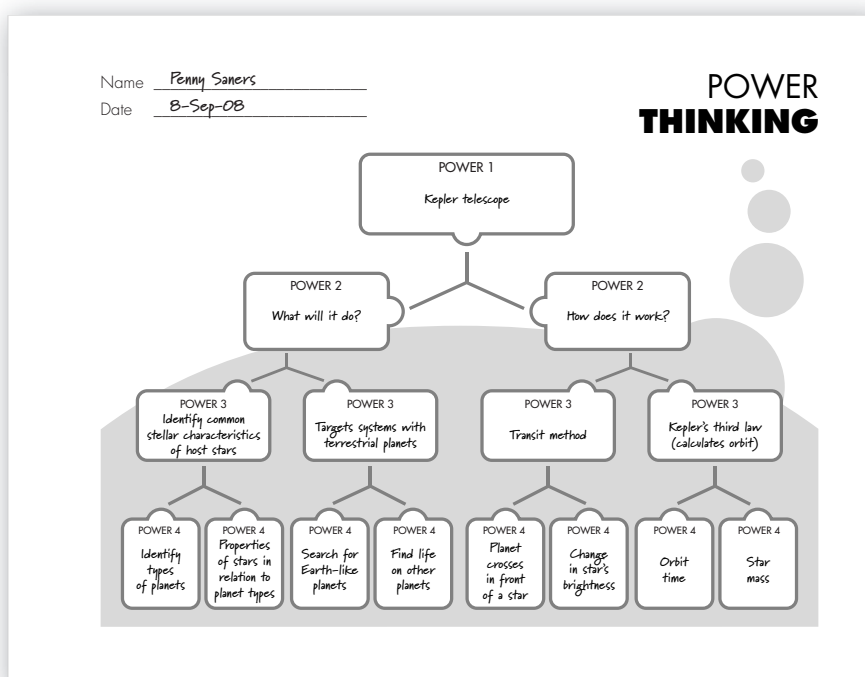 Name Penny Saners
Date 8-Sep-08
POWER
THINKING
POWER 1
Kepler telescope
POWER 2
What will it do?
POWER 2
How does it work?
POWER 3
Identify common
stellar characteristics
of host stars
POWER 3
Targets systems with
terrestrial planets
POWER 3
Transit method
POWER 3
Kepler's third law
(calculates orbit)
POWER 4
Identify
types
of planets
POWER 4
Properties
of stars in
relation to
planet types
POWER 4
Search for
Earth-like
planets
POWER 4
Find life
on other
planets
POWER 4
Planet
crosses
in front
of a star
POWER 4
Change
in star's
brightness
POWER 4
Orbit
time
POWER 4
Star
mass